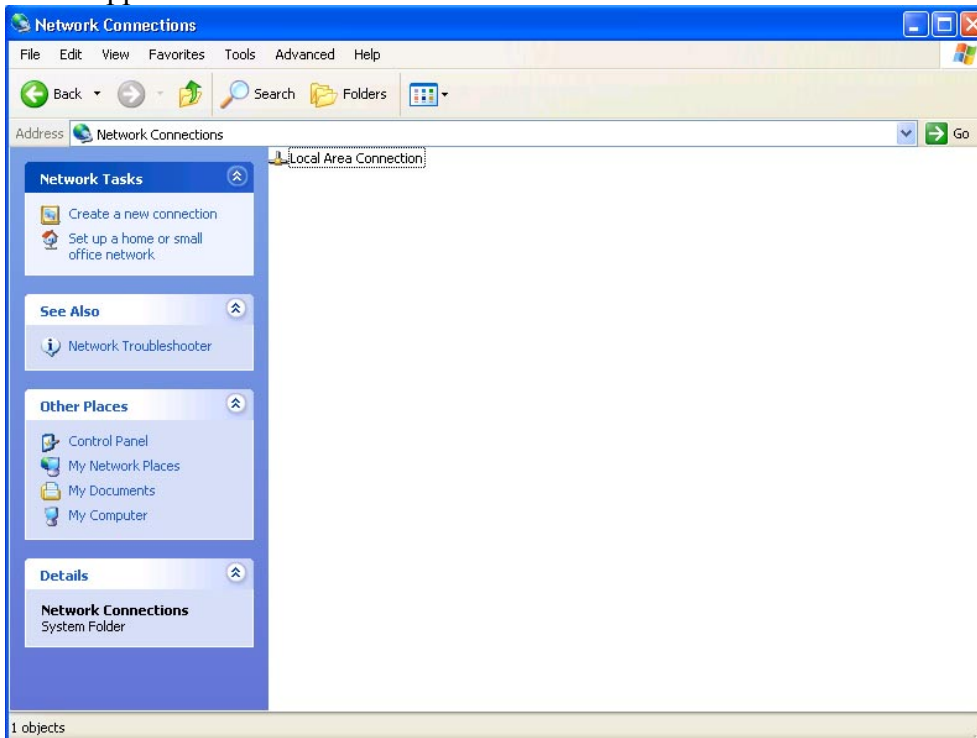 Network Connections
File Edit View Favorites Tools Advanced Help
Back Search Folders
Address Network Connections Go
Local Area Connection
Network Tasks
Create a new connection
Set up a home or small
office network
See Also
Network Troubleshooter
Other Places
Control Panel
My Network Places
My Documents
My Computer
Details
Network Connections
System Folder
1 objects